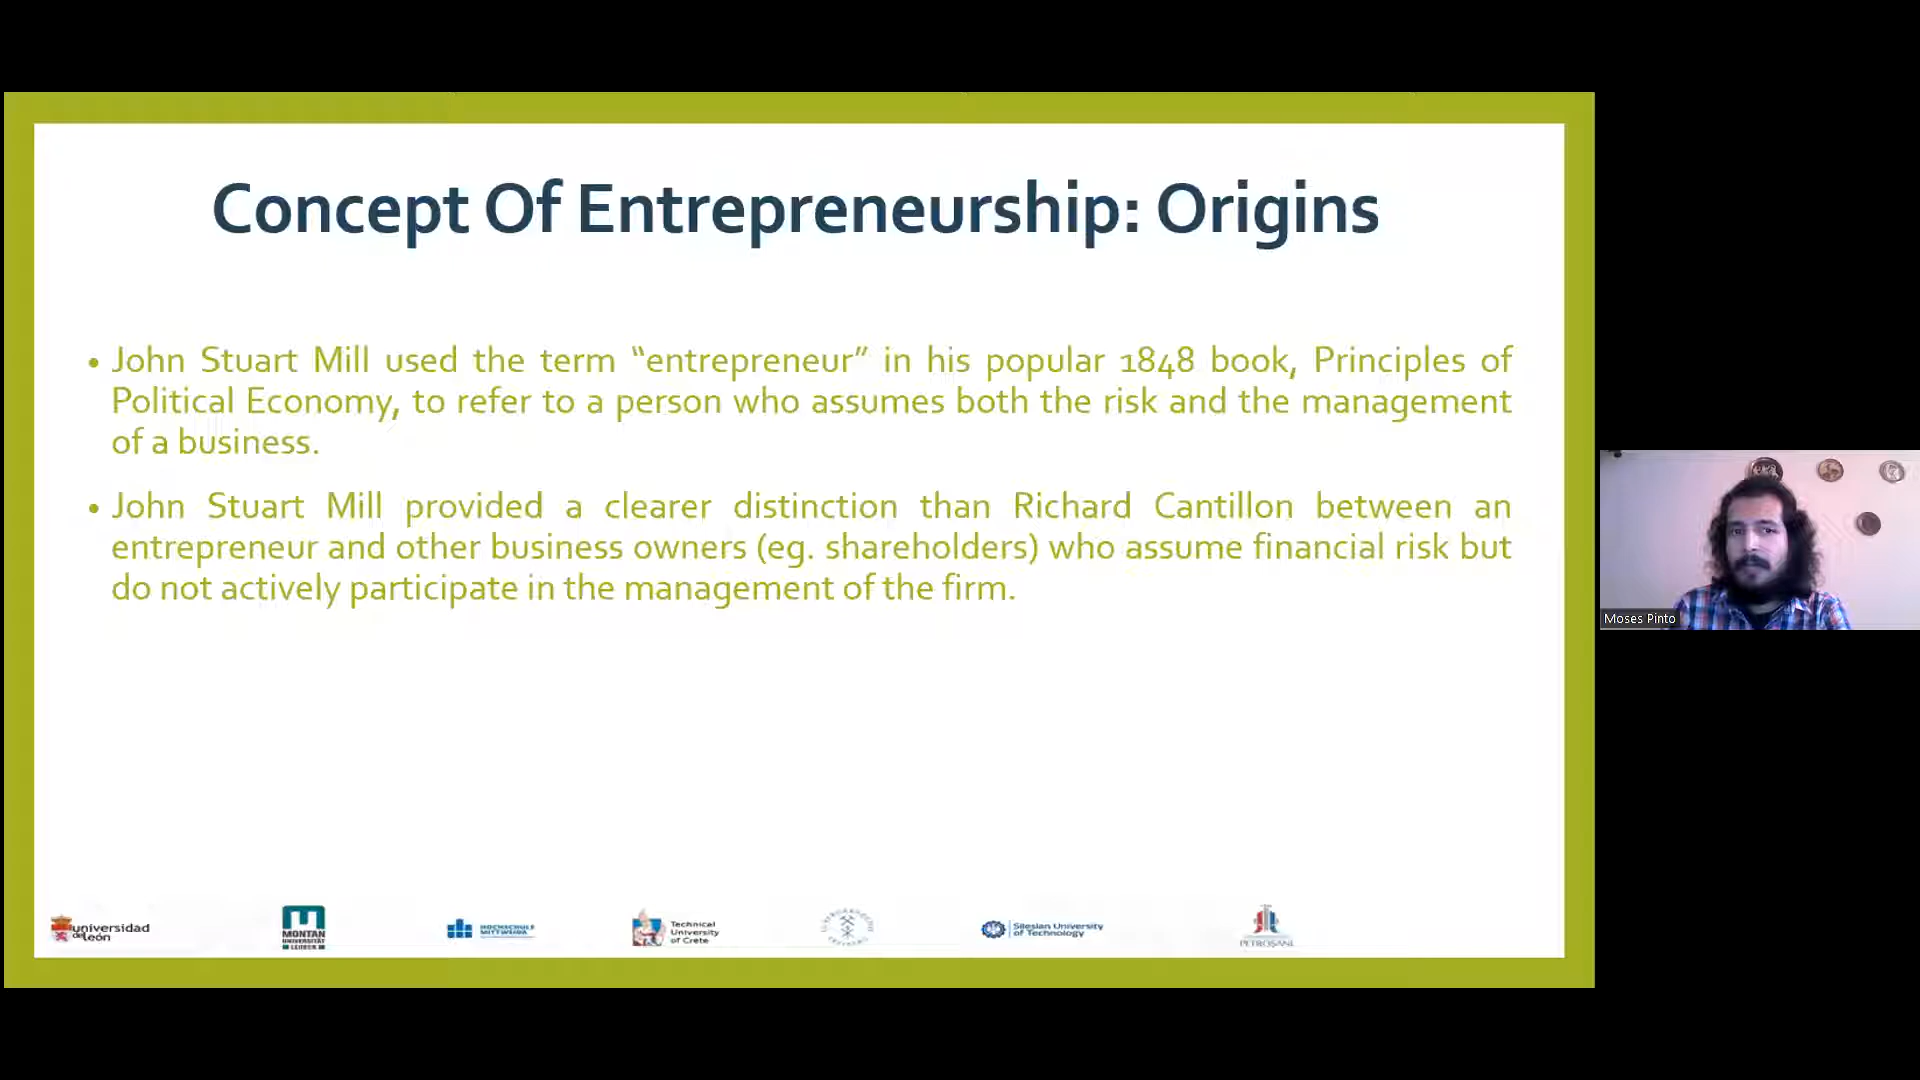 Concept Of Entrepreneurship: Origins
• John Stuart Mill used the term “entrepreneur” in his popular 1848 book, Principles of
Political Economy, to refer to a person who assumes both the risk and the management
of a business.
• John Stuart Mill provided a clearer distinction than Richard Cantillon between an
entrepreneur and other business owners (eg. shareholders) who assume financial risk but
do not actively participate in the management of the firm.
Moses Pinto
universidad
de león
MONTAN
UNIVERSITÄT
HOCHSCHULE
MITTWEIDA
Technical
University
of Crete
Silesian University
of Technology
PETROȘANI